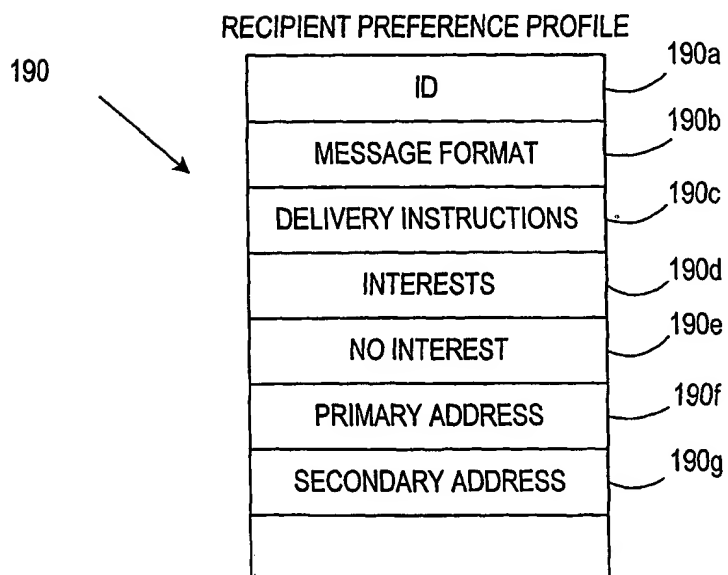 RECIPIENT PREFERENCE PROFILE
190
ID
190a
MESSAGE FORMAT
190b
DELIVERY INSTRUCTIONS
190c
INTERESTS
190d
NO INTEREST
190e
PRIMARY ADDRESS
190f
SECONDARY ADDRESS
190g